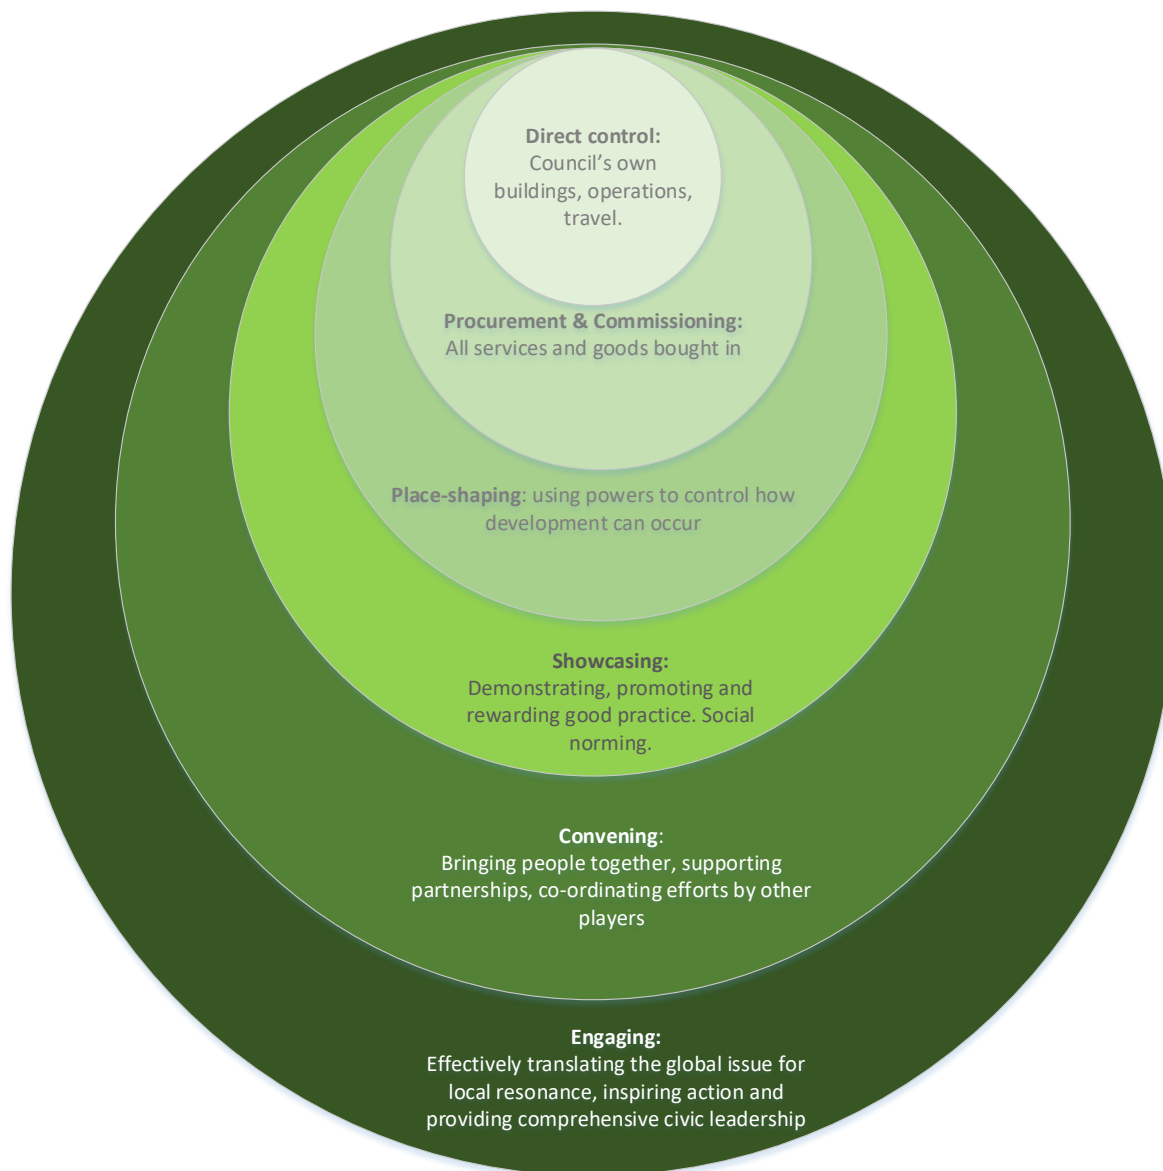 Direct control:
Council’s own
buildings, operations,
travel.
Procurement & Commissioning:
All services and goods bought in
Place-shaping: using powers to control how
development can occur
Showcasing:
Demonstrating, promoting and
rewarding good practice. Social
norming.
Convening:
Bringing people together, supporting
partnerships, co-ordinating efforts by other
players
Engaging:
Effectively translating the global issue for
local resonance, inspiring action and
providing comprehensive civic leadership